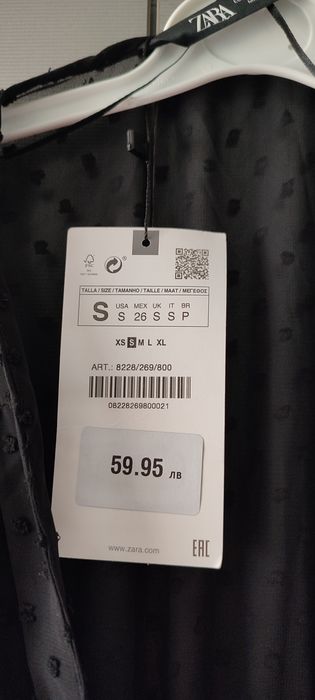 ZARA
FSC
TALLA / SIZE / TAMANHO / TAILLE / MAAT / ΜΕΓΕΘΟΣ
S USA MEX UK IT BR
S 26 S S P
XS S M L XL
ART.: 8228/269/800
08228269800021
59.95 лв
www.zara.com
EAC